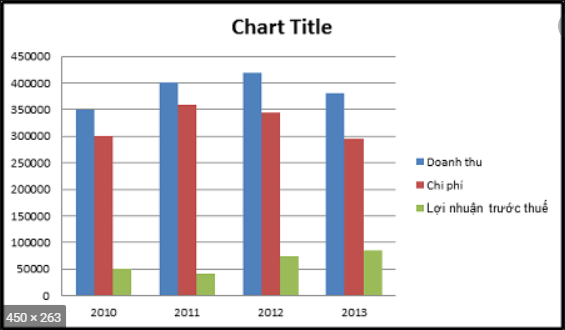 Chart Title
450000
400000
350000
300000
250000
200000
150000
100000
50000
0
2010 2011 2012 2013
Doanh thu
Chi phí
Lợi nhuận trước thuế
450 × 263